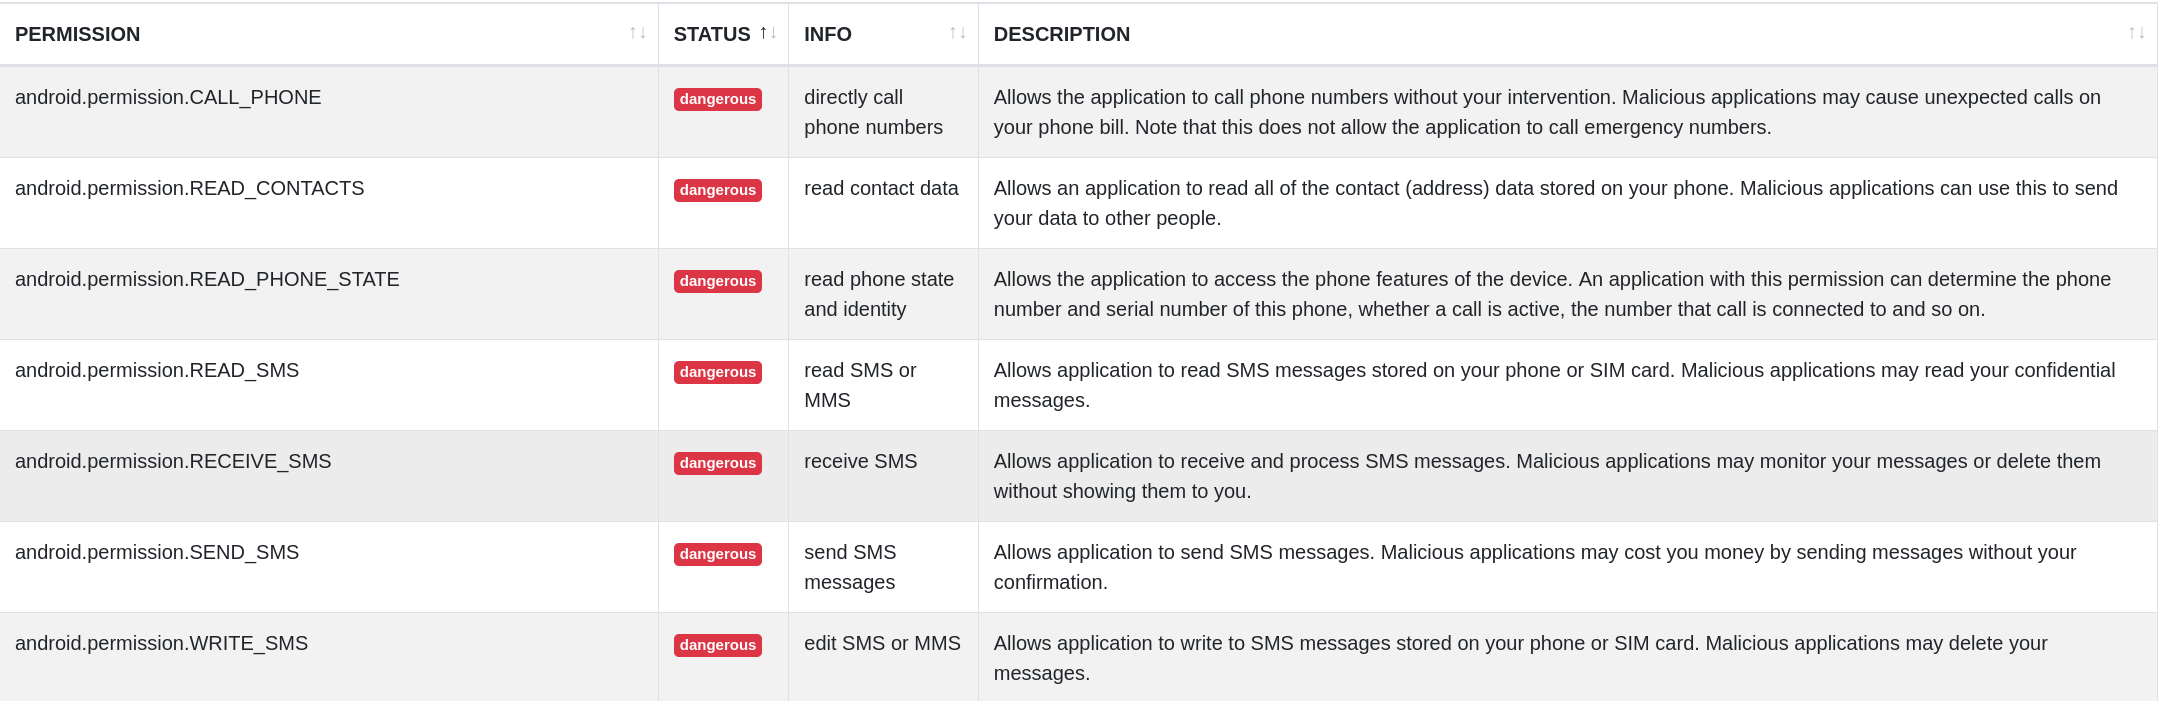 PERMISSION ↑↓ STATUS ↑↓ INFO ↑↓ DESCRIPTION ↑↓
android.permission.CALL_PHONE dangerous directly call Allows the application to call phone numbers without your intervention. Malicious applications may cause unexpected calls on
phone numbers your phone bill. Note that this does not allow the application to call emergency numbers.
android.permission.READ_CONTACTS dangerous read contact data Allows an application to read all of the contact (address) data stored on your phone. Malicious applications can use this to send
your data to other people.
android.permission.READ_PHONE_STATE dangerous read phone state Allows the application to access the phone features of the device. An application with this permission can determine the phone
and identity number and serial number of this phone, whether a call is active, the number that call is connected to and so on.
android.permission.READ_SMS dangerous read SMS or Allows application to read SMS messages stored on your phone or SIM card. Malicious applications may read your confidential
MMS messages.
android.permission.RECEIVE_SMS dangerous receive SMS Allows application to receive and process SMS messages. Malicious applications may monitor your messages or delete them
without showing them to you.
android.permission.SEND_SMS dangerous send SMS Allows application to send SMS messages. Malicious applications may cost you money by sending messages without your
messages confirmation.
android.permission.WRITE_SMS dangerous edit SMS or MMS Allows application to write to SMS messages stored on your phone or SIM card. Malicious applications may delete your
messages.